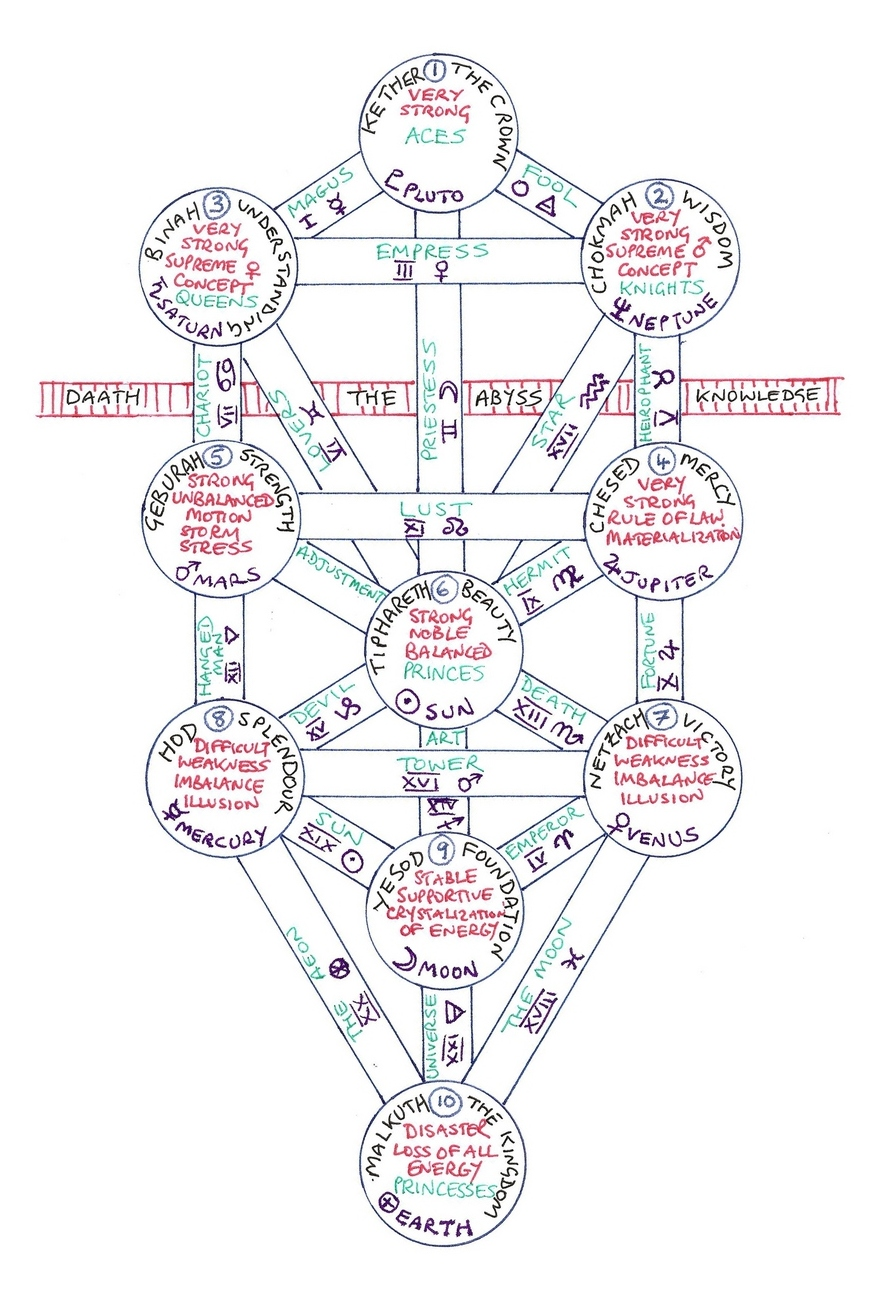 KETHER 1 THE CROWN
VERY
STRONG
ACES
♇ PLUTO
MAGUS
I ☿
FOOL
O △
BINAH 3 UNDERSTANDING
VERY
STRONG
SUPREME ♀
CONCEPT
QUEENS
♄ SATURN
CHOKMAH 2 WISDOM
VERY
STRONG
SUPREME ♂
CONCEPT
KNIGHTS
♆ NEPTUNE
EMPRESS
III ♀
CHARIOT
VII ♋
LOVERS
VI ♊
PRIESTESS
II ☽
STAR
XVII ♒
HEIROPHANT
V ♉
DAATH THE ABYSS KNOWLEDGE
GEBURAH 5 STRENGTH
STRONG
UNBALANCED
MOTION
STORM
STRESS
♂ MARS
CHESED 4 MERCY
VERY
STRONG
RULE OF LAW
MATERIALIZATION
♃ JUPITER
LUST
XI ♌
ADJUSTMENT
HERMIT
IX ♍
TIPHARETH 6 BEAUTY
STRONG
NOBLE
BALANCED
PRINCES
☉ SUN
HANGED
MAN
XII
FORTUNE
X ♃
DEVIL
XV ♑
DEATH
XIII ♏
HOD 8 SPLENDOUR
DIFFICULT
WEAKNESS
IMBALANCE
ILLUSION
☿ MERCURY
NETZACH 7 VICTORY
DIFFICULT
WEAKNESS
IMBALANCE
ILLUSION
♀ VENUS
ART
XIV ♐
TOWER
XVI ♂
SUN
XIX ☉
EMPEROR
♈
YESOD 9 FOUNDATION
STABLE
SUPPORTIVE
CRYSTALIZATION
OF ENERGY
☽ MOON
THE AEON
XX
UNIVERSE
THE MOON
XVIII ♓
MALKUTH 10 THE KINGDOM
DISASTER
LOSS OF ALL
ENERGY
PRINCESSES
⊕ EARTH